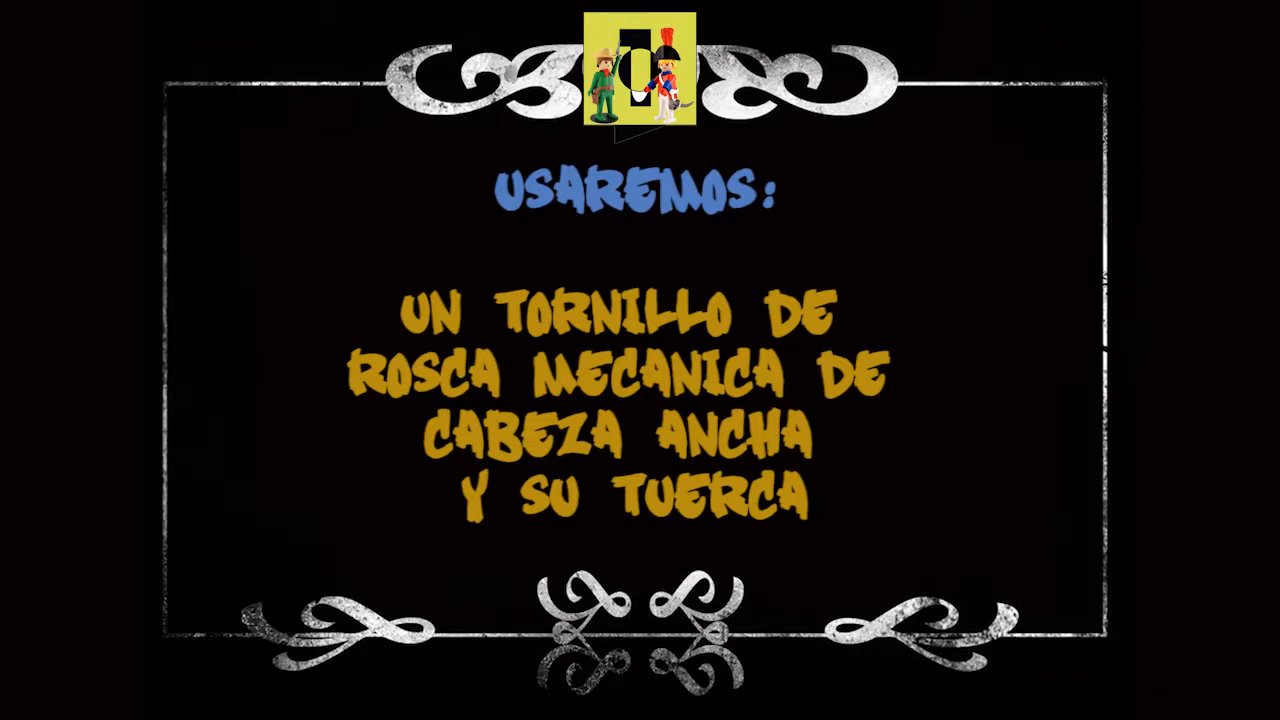 USAREMOS:
UN TORNILLO DE
ROSCA MECANICA DE
CABEZA ANCHA
Y SU TUERCA